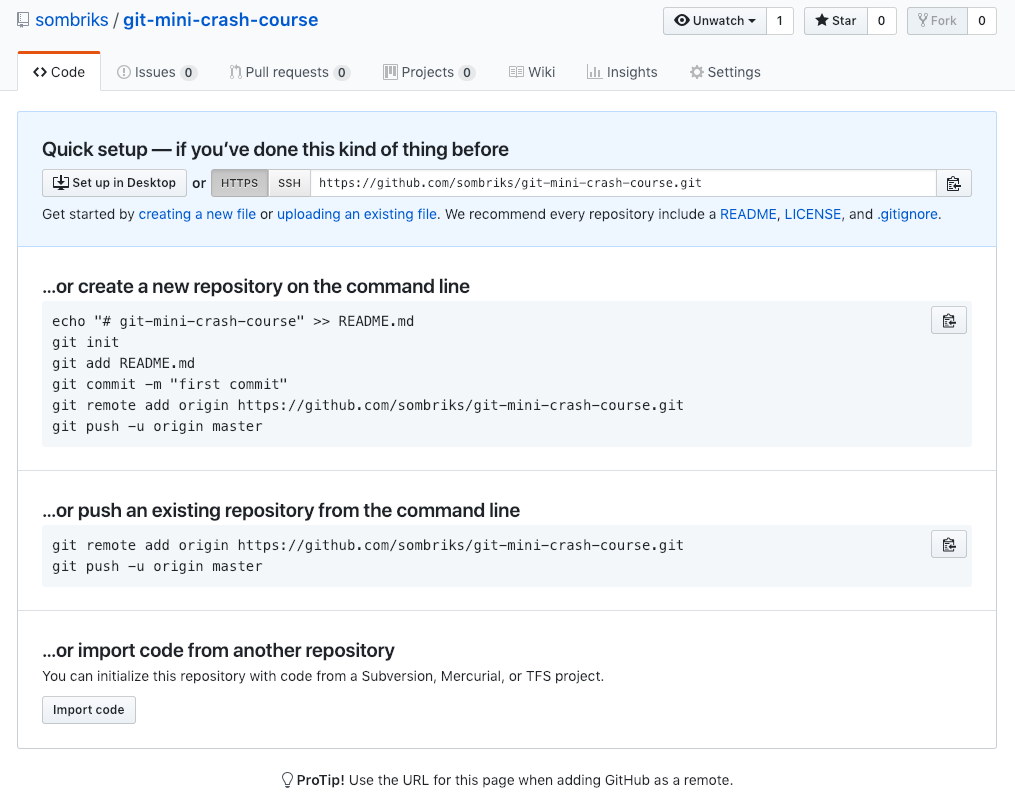 sombriks / git-mini-crash-course
Unwatch 1 Star 0 Fork 0
Code Issues 0 Pull requests 0 Projects 0 Wiki Insights Settings
Quick setup — if you’ve done this kind of thing before
Set up in Desktop or HTTPS SSH https://github.com/sombriks/git-mini-crash-course.git
Get started by creating a new file or uploading an existing file. We recommend every repository include a README, LICENSE, and .gitignore.
…or create a new repository on the command line
echo "# git-mini-crash-course" >> README.md
git init
git add README.md
git commit -m "first commit"
git remote add origin https://github.com/sombriks/git-mini-crash-course.git
git push -u origin master
…or push an existing repository from the command line
git remote add origin https://github.com/sombriks/git-mini-crash-course.git
git push -u origin master
…or import code from another repository
You can initialize this repository with code from a Subversion, Mercurial, or TFS project.
Import code
ProTip! Use the URL for this page when adding GitHub as a remote.